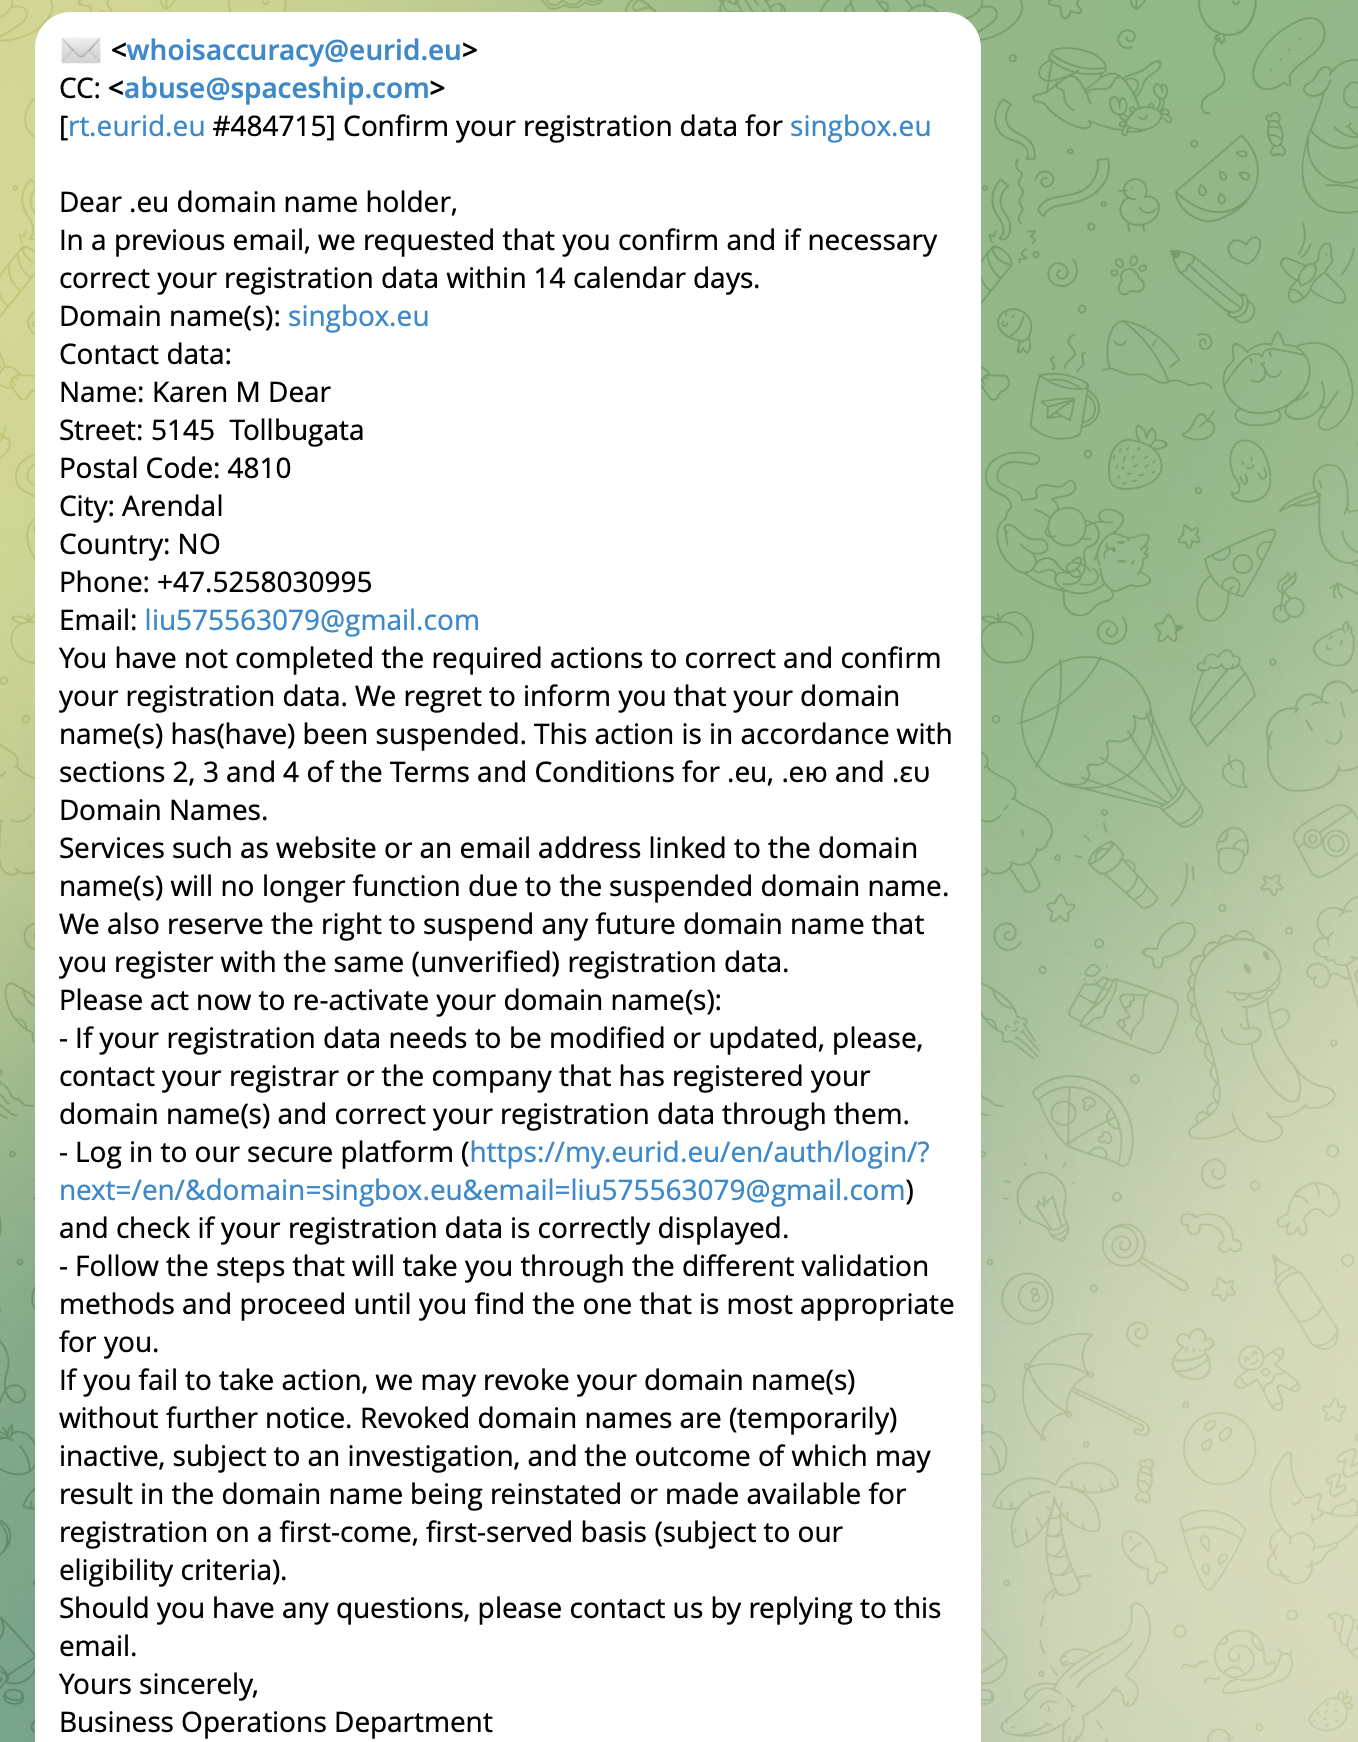 <whoisaccuracy@eurid.eu>
CC: <abuse@spaceship.com>
[rt.eurid.eu #484715] Confirm your registration data for singbox.eu
Dear .eu domain name holder,
In a previous email, we requested that you confirm and if necessary
correct your registration data within 14 calendar days.
Domain name(s): singbox.eu
Contact data:
Name: Karen M Dear
Street: 5145  Tollbugata
Postal Code: 4810
City: Arendal
Country: NO
Phone: +47.5258030995
Email: liu575563079@gmail.com
You have not completed the required actions to correct and confirm
your registration data. We regret to inform you that your domain
name(s) has(have) been suspended. This action is in accordance with
sections 2, 3 and 4 of the Terms and Conditions for .eu, .ею and .ευ
Domain Names.
Services such as website or an email address linked to the domain
name(s) will no longer function due to the suspended domain name.
We also reserve the right to suspend any future domain name that
you register with the same (unverified) registration data.
Please act now to re-activate your domain name(s):
- If your registration data needs to be modified or updated, please,
contact your registrar or the company that has registered your
domain name(s) and correct your registration data through them.
- Log in to our secure platform (https://my.eurid.eu/en/auth/login/?
next=/en/&domain=singbox.eu&email=liu575563079@gmail.com)
and check if your registration data is correctly displayed.
- Follow the steps that will take you through the different validation
methods and proceed until you find the one that is most appropriate
for you.
If you fail to take action, we may revoke your domain name(s)
without further notice. Revoked domain names are (temporarily)
inactive, subject to an investigation, and the outcome of which may
result in the domain name being reinstated or made available for
registration on a first-come, first-served basis (subject to our
eligibility criteria).
Should you have any questions, please contact us by replying to this
email.
Yours sincerely,
Business Operations Department